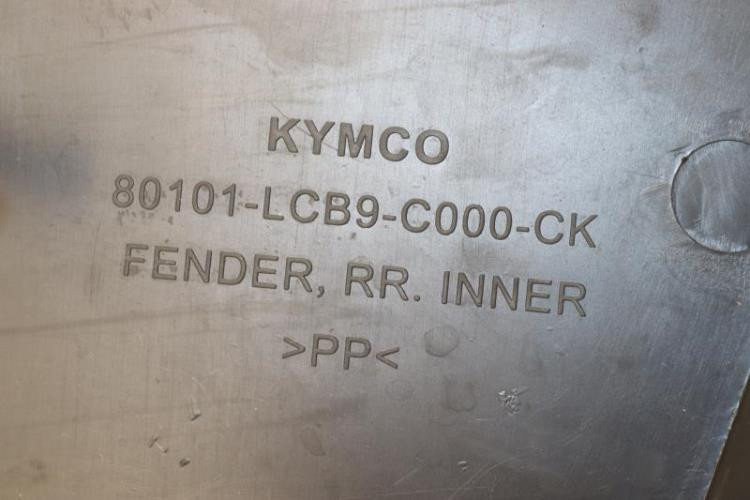 KYMCO
80101-LCB9-C000-CK
FENDER, RR. INNER
>PP<